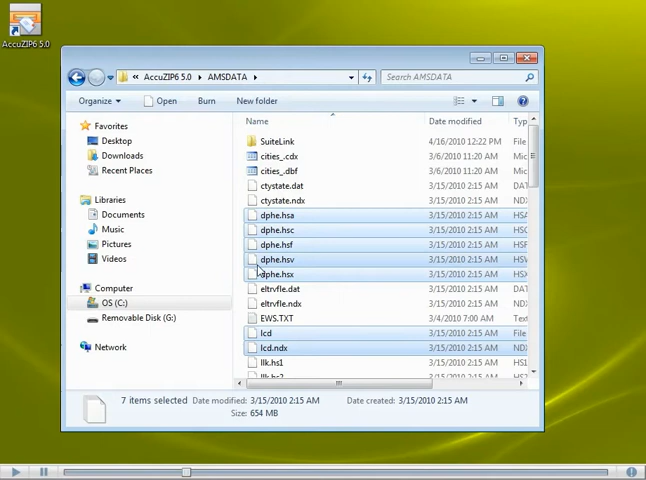 AccuZIP6 5.0
« AccuZIP6 5.0 ▸ AMSDATA ▸
Search AMSDATA
Organize Open Burn New folder
Name Date modified Typ
Favorites
Desktop
Downloads
Recent Places
Libraries
Documents
Music
Pictures
Videos
Computer
OS (C:)
Removable Disk (G:)
Network
SuiteLink 4/16/2010 12:22 PM File
cities_.cdx 3/6/2010 11:20 AM Mic
cities_.dbf 3/6/2010 11:20 AM Mic
ctystate.dat 3/15/2010 2:15 AM DAT
ctystate.ndx 3/15/2010 2:15 AM ND
dphe.hsa 3/15/2010 2:15 AM HSA
dphe.hsc 3/15/2010 2:15 AM HSC
dphe.hsf 3/15/2010 2:15 AM HSF
dphe.hsv 3/15/2010 2:15 AM HSV
dphe.hsx 3/15/2010 2:15 AM HSX
eltrvfle.dat 3/15/2010 2:15 AM DAT
eltrvfle.ndx 3/15/2010 2:15 AM ND
EWS.TXT 3/4/2010 7:00 AM Text
lcd 3/15/2010 2:15 AM File
lcd.ndx 3/15/2010 2:15 AM ND
llk.hs1 3/15/2010 2:15 AM HS1
llk.hs2
7 items selected Date modified: 3/15/2010 2:15 AM Date created: 3/15/2010 2:15 AM
Size: 654 MB